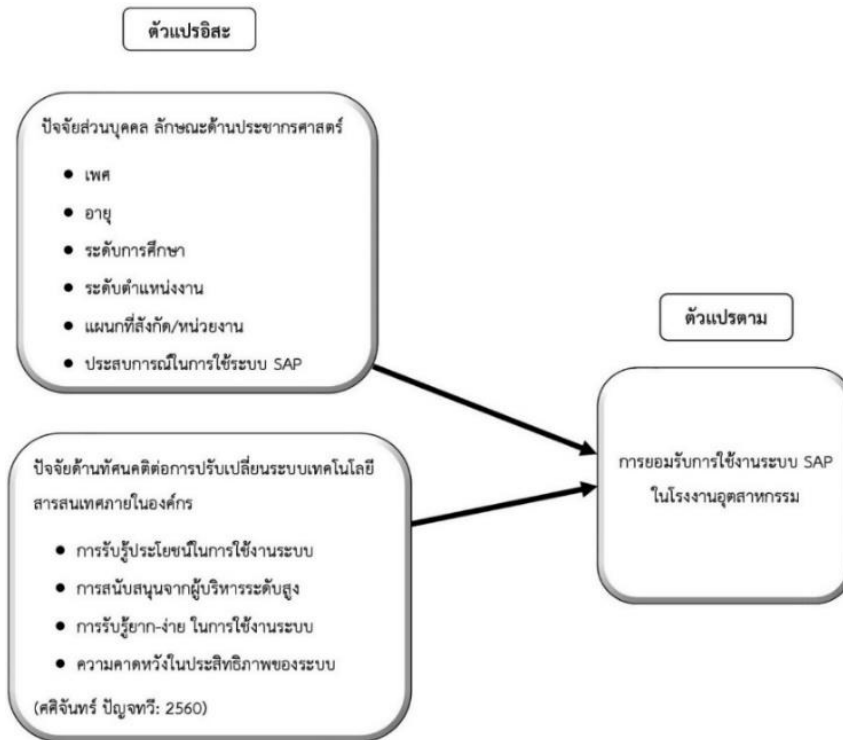 ตัวแปรอิสะ
ปัจจัยส่วนบุคคล ลักษณะด้านประชากรศาสตร์
● เพศ
● อายุ
● ระดับการศึกษา
● ระดับตำแหน่งงาน
● แผนกที่สังกัด/หน่วยงาน
● ประสบการณ์ในการใช้ระบบ SAP
ปัจจัยด้านทัศนคติต่อการปรับเปลี่ยนระบบเทคโนโลยี
สารสนเทศภายในองค์กร
● การรับรู้ประโยชน์ในการใช้งานระบบ
● การสนับสนุนจากผู้บริหารระดับสูง
● การรับรู้ยาก-ง่าย ในการใช้งานระบบ
● ความคาดหวังในประสิทธิภาพของระบบ
(ศศิจันทร์ ปัญจทวี: 2560)
ตัวแปรตาม
การยอมรับการใช้งานระบบ SAP
ในโรงงานอุตสาหกรรม